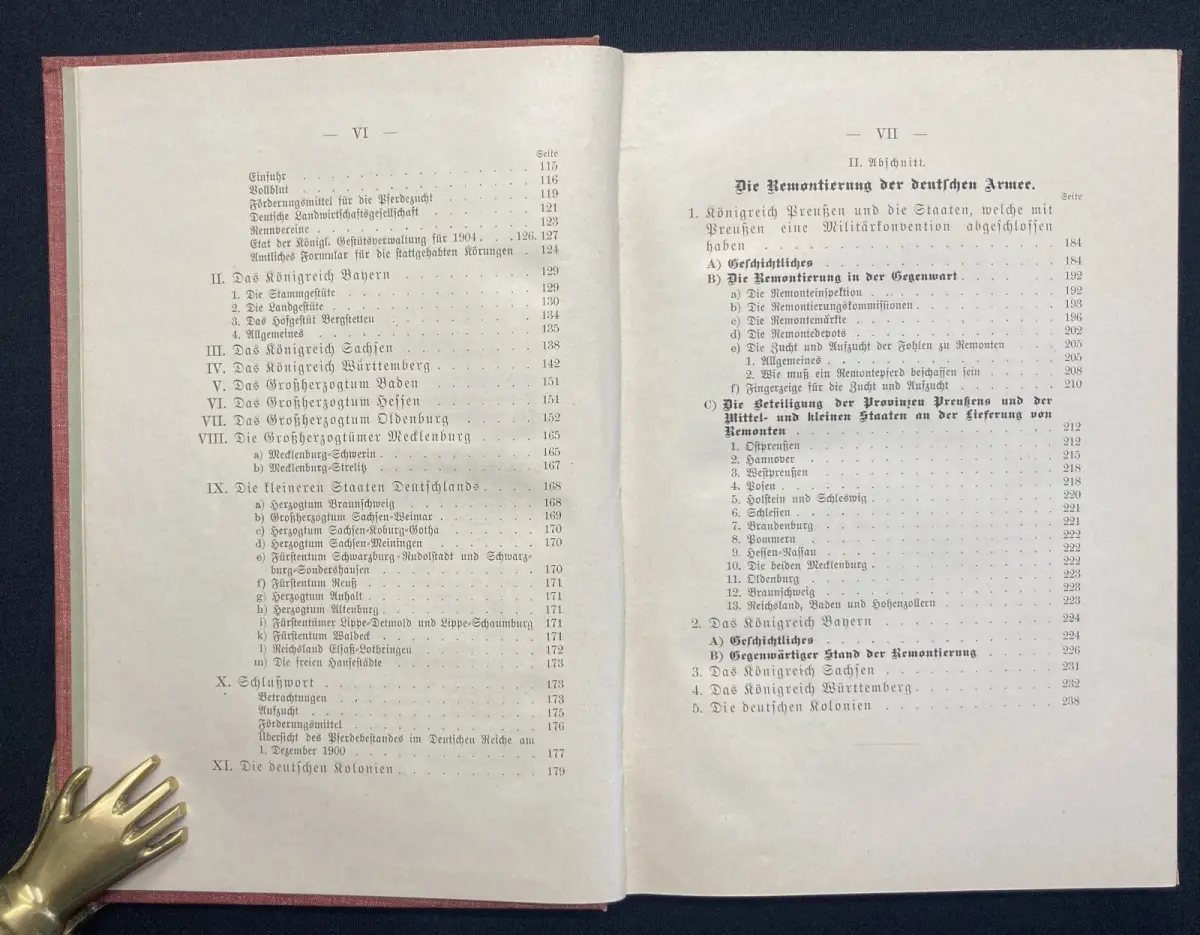 — VI —
Seite
Einfuhr . . . . . . . . . . . . . . . 115
Vollblut . . . . . . . . . . . . . . . 116
Förderungsmittel für die Pferdezucht . . . . . . 119
Deutsche Landwirtschaftsgesellschaft . . . . . . 121
Rennvereine . . . . . . . . . . . . . . 123
Etat der Königl. Gestütsverwaltung für 1904 . . . 126. 127
Amtliches Formular für die stattgehabten Körungen . 124
II. Das Königreich Bayern . . . . . . . . . 129
1. Die Stammgestüte . . . . . . . . . . . 129
2. Die Landgestüte . . . . . . . . . . . . 130
3. Das Hofgestüt Bergstetten . . . . . . . . 134
4. Allgemeines . . . . . . . . . . . . . 135
III. Das Königreich Sachsen . . . . . . . . . 138
IV. Das Königreich Württemberg . . . . . . . 142
V. Das Großherzogtum Baden . . . . . . . . 151
VI. Das Großherzogtum Hessen . . . . . . . . 151
VII. Das Großherzogtum Oldenburg . . . . . . 152
VIII. Die Großherzogtümer Mecklenburg . . . . . 165
a) Mecklenburg-Schwerin . . . . . . . . . . 165
b) Mecklenburg-Strelitz . . . . . . . . . . 167
IX. Die kleineren Staaten Deutschlands . . . . . 168
a) Herzogtum Braunschweig . . . . . . . . . 168
b) Großherzogtum Sachsen-Weimar . . . . . . . 169
c) Herzogtum Sachsen-Koburg-Gotha . . . . . . 170
d) Herzogtum Sachsen-Meiningen . . . . . . . 170
e) Fürstentum Schwarzburg-Rudolstadt und Schwarz-
burg-Sondershausen . . . . . . . . . . 170
f) Fürstentum Reuß . . . . . . . . . . . 171
g) Herzogtum Anhalt . . . . . . . . . . . 171
h) Herzogtum Altenburg . . . . . . . . . . 171
i) Fürstentümer Lippe-Detmold und Lippe-Schaumburg 171
k) Fürstentum Waldeck . . . . . . . . . . 171
l) Reichsland Elsaß-Lothringen . . . . . . . . 172
m) Die freien Hansestädte . . . . . . . . . 173
X. Schlußwort . . . . . . . . . . . . . 173
Betrachtungen . . . . . . . . . . . . . 173
Aufzucht . . . . . . . . . . . . . . . 175
Förderungsmittel . . . . . . . . . . . . 176
Übersicht des Pferdebestandes im Deutschen Reiche am
1. Dezember 1900 . . . . . . . . . . . 177
XI. Die deutschen Kolonien . . . . . . . . . 179
— VII —
II. Abschnitt.
Die Remontierung der deutschen Armee.
Seite
1. Königreich Preußen und die Staaten, welche mit
Preußen eine Militärkonvention abgeschlossen
haben . . . . . . . . . . . . . . . 184
A) Geschichtliches . . . . . . . . . . . . 184
B) Die Remontierung in der Gegenwart . . . . . 192
a) Die Remonteinspektion . . . . . . . . . 192
b) Die Remontierungskommissionen . . . . . . 193
c) Die Remontemärkte . . . . . . . . . . 196
d) Die Remontedepots . . . . . . . . . . 202
e) Die Zucht und Aufzucht der Fohlen zu Remonten . . . 205
1. Allgemeines . . . . . . . . . . . . 205
2. Wie muß ein Remontepferd beschaffen sein . . . . 208
f) Fingerzeige für die Zucht und Aufzucht . . . . . 210
C) Die Beteiligung der Provinzen Preußens und der
Mittel- und kleinen Staaten an der Lieferung von
Remonten . . . . . . . . . . . . . . 212
1. Ostpreußen . . . . . . . . . . . . . 212
2. Hannover . . . . . . . . . . . . . 215
3. Westpreußen . . . . . . . . . . . . 218
4. Posen . . . . . . . . . . . . . . 218
5. Holstein und Schleswig . . . . . . . . . 220
6. Schlesien . . . . . . . . . . . . . 221
7. Brandenburg . . . . . . . . . . . . 221
8. Pommern . . . . . . . . . . . . . 222
9. Hessen-Nassau . . . . . . . . . . . . 222
10. Die beiden Mecklenburg . . . . . . . . . 222
11. Oldenburg . . . . . . . . . . . . . 223
12. Braunschweig . . . . . . . . . . . . 223
13. Reichsland, Baden und Hohenzollern . . . . . . 223
2. Das Königreich Bayern . . . . . . . . . 224
A) Geschichtliches . . . . . . . . . . . . 224
B) Gegenwärtiger Stand der Remontierung . . . . . 226
3. Das Königreich Sachsen . . . . . . . . . 231
4. Das Königreich Württemberg . . . . . . . . 232
5. Die deutschen Kolonien . . . . . . . . . 238